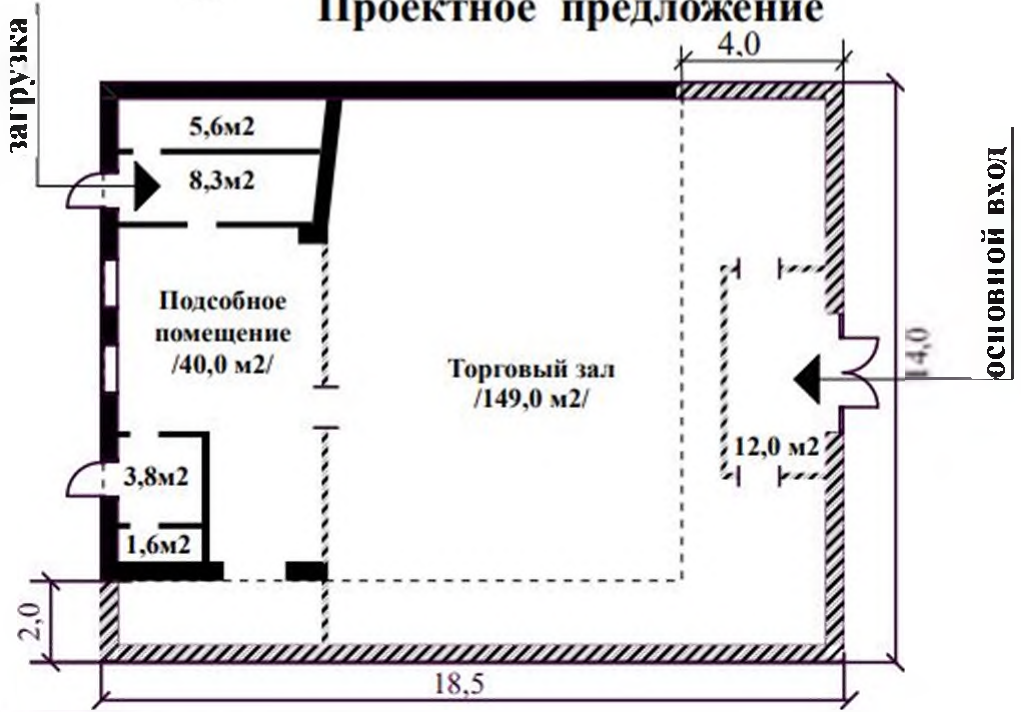 Проектное предложение
загрузка
4,0
5,6м2
8,3м2
основной вход
Подсобное
помещение
/40,0 м2/
14,0
Торговый зал
/149,0 м2/
12,0 м2
3,8м2
1,6м2
2,0
18,5